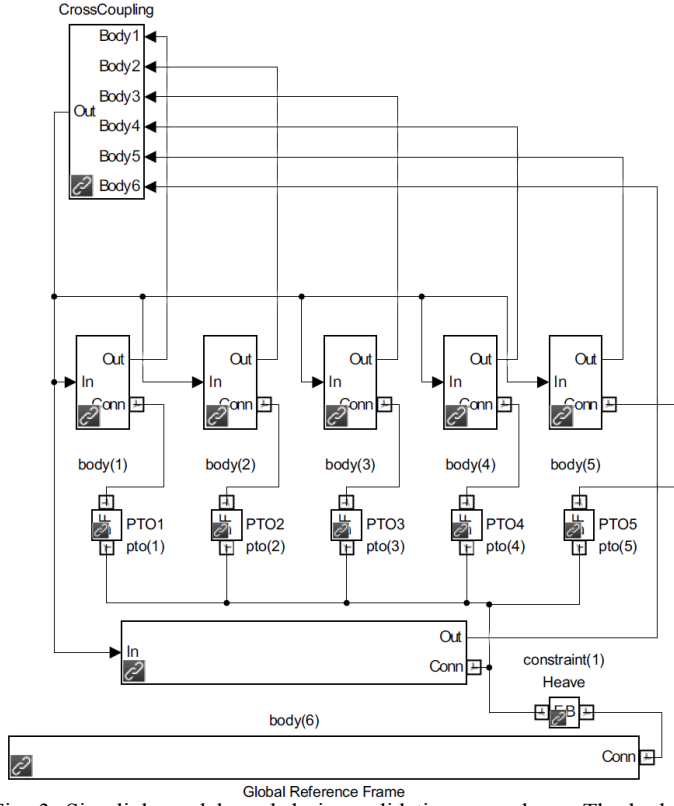 CrossCoupling
Body1
Body2
Body3
Out
Body4
Body5
Body6
Out Out Out Out Out
In In In In In
Conn Conn Conn Conn Conn
body(1) body(2) body(3) body(4) body(5)
PTO1 PTO2 PTO3 PTO4 PTO5
pto(1) pto(2) pto(3) pto(4) pto(5)
Out
In
Conn
constraint(1)
Heave
body(6)
Conn
Global Reference Frame